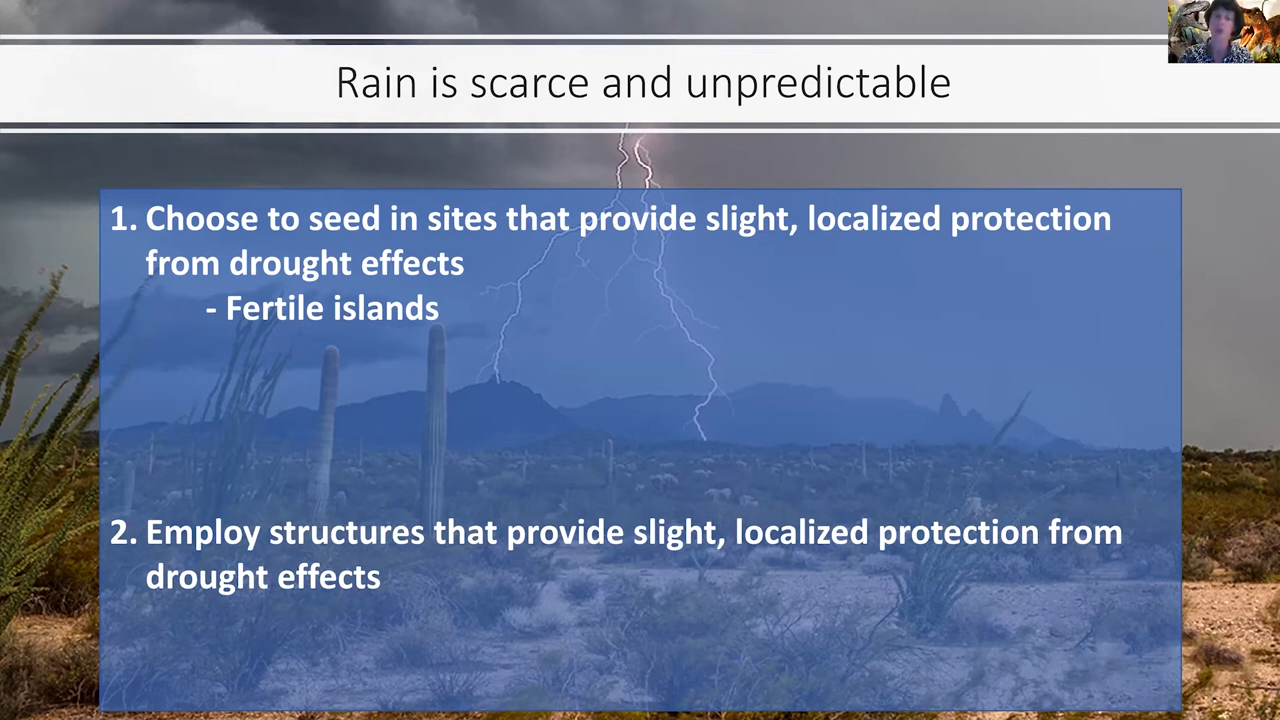 Rain is scarce and unpredictable
1. Choose to seed in sites that provide slight, localized protection
from drought effects
- Fertile islands
2. Employ structures that provide slight, localized protection from
drought effects